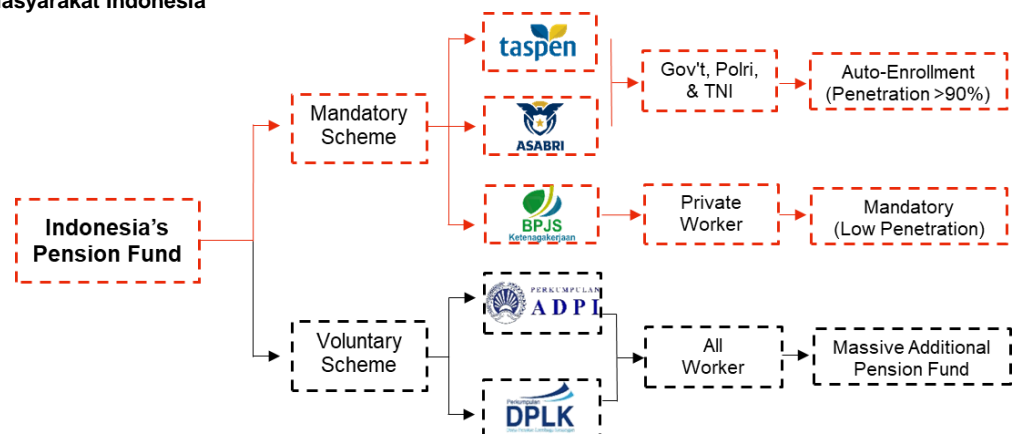 asyarakat Indonesia
Indonesia's
Pension Fund
Mandatory
Scheme
taspen
ASABRI
BPJS
Ketenagakerjaan
Gov't, Polri,
& TNI
Auto-Enrollment
(Penetration >90%)
Private
Worker
Mandatory
(Low Penetration)
Voluntary
Scheme
PERKUMPULAN
ADPI
Perkumpulan
DPLK
All
Worker
Massive Additional
Pension Fund